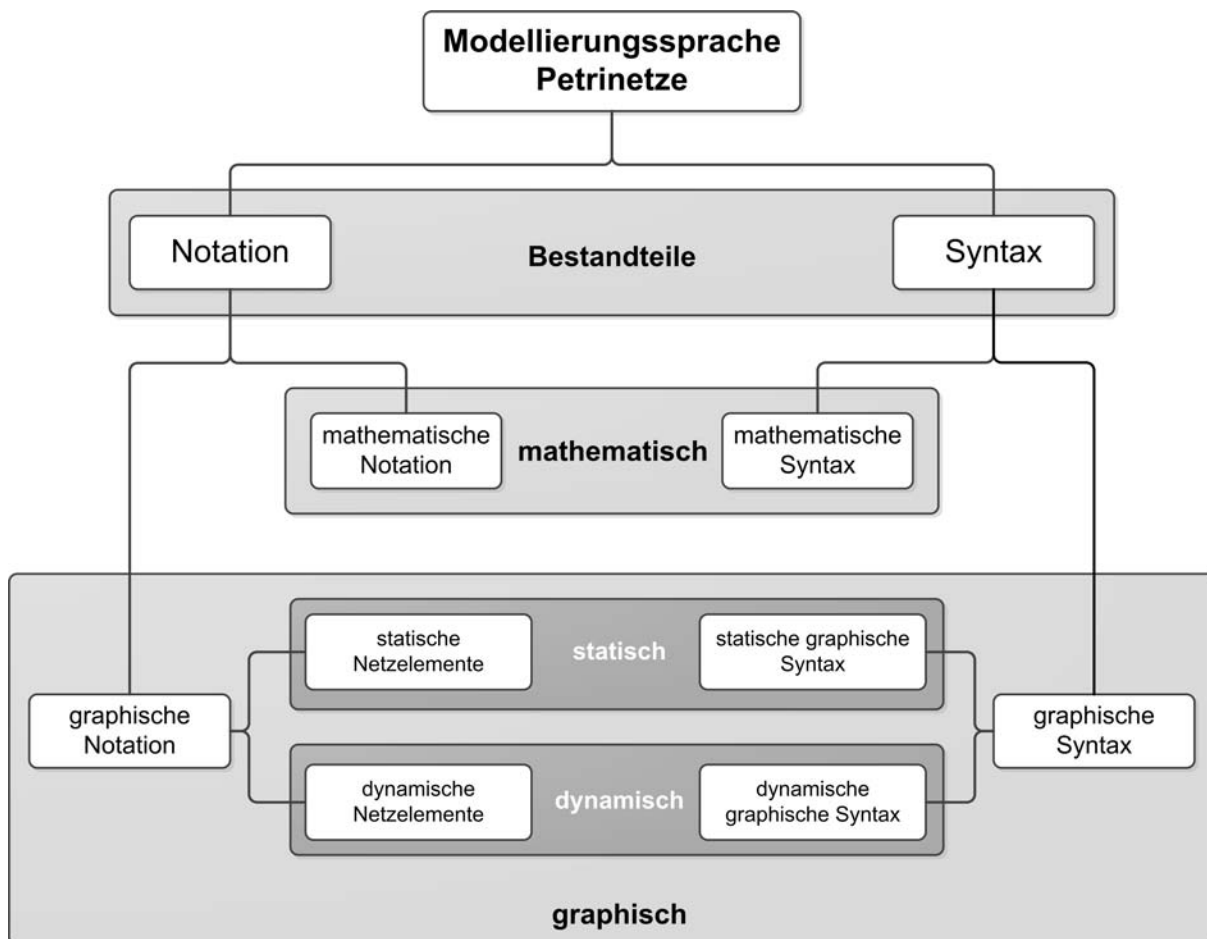 Modellierungssprache
Petrinetze
Notation
Bestandteile
Syntax
mathematische
Notation
mathematisch
mathematische
Syntax
statische
Netzelemente
statisch
statische graphische
Syntax
graphische
Notation
graphische
Syntax
dynamische
Netzelemente
dynamisch
dynamische
graphische Syntax
graphisch